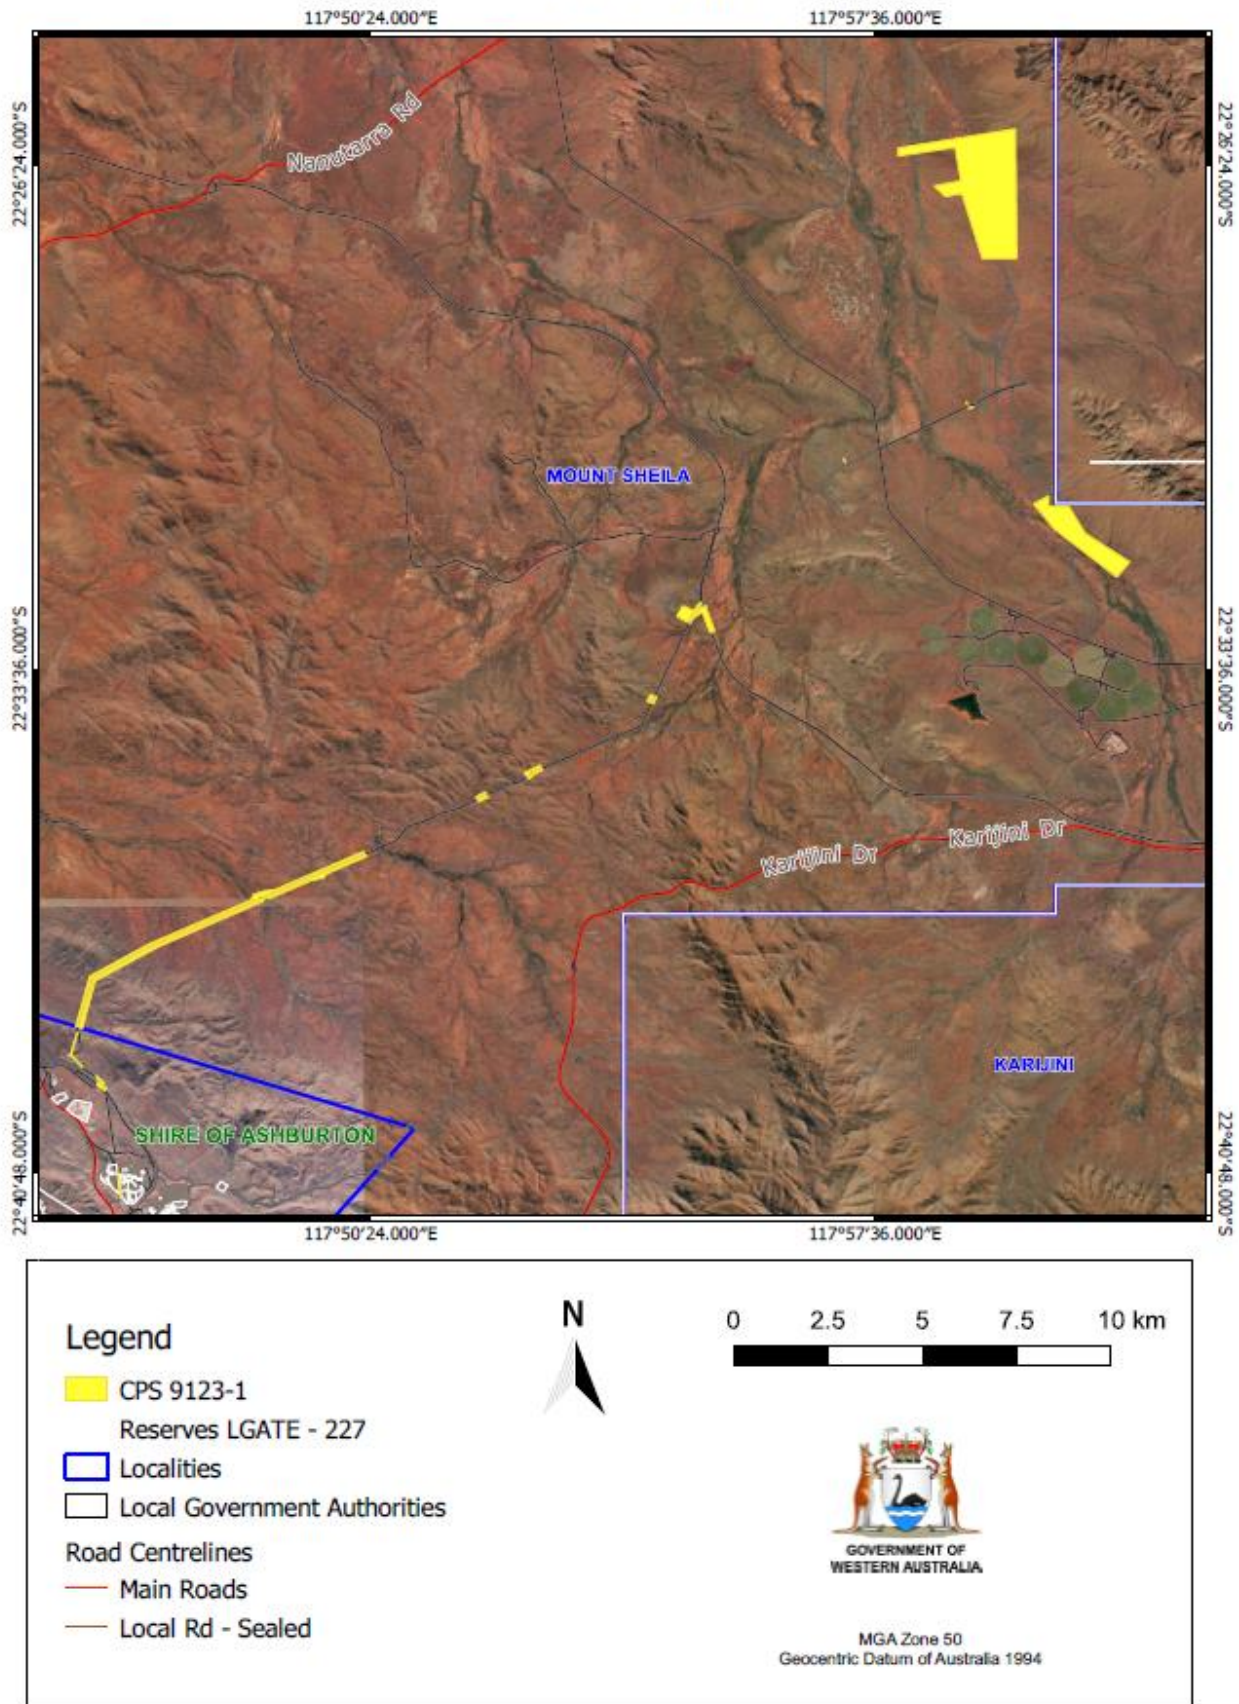 117°50'24.000"E 117°57'36.000"E
22°26'24.000"S 22°26'24.000"S
Nanutarra Rd
MOUNT SHEILA
22°33'36.000"S 22°33'36.000"S
Karijini Dr Karijini Dr
KARIJINI
SHIRE OF ASHBURTON
22°40'48.000"S 22°40'48.000"S
117°50'24.000"E 117°57'36.000"E
Legend
CPS 9123-1
Reserves LGATE - 227
Localities
Local Government Authorities
Road Centrelines
Main Roads
Local Rd - Sealed
N
0 2.5 5 7.5 10 km
GOVERNMENT OF
WESTERN AUSTRALIA
MGA Zone 50
Geocentric Datum of Australia 1994